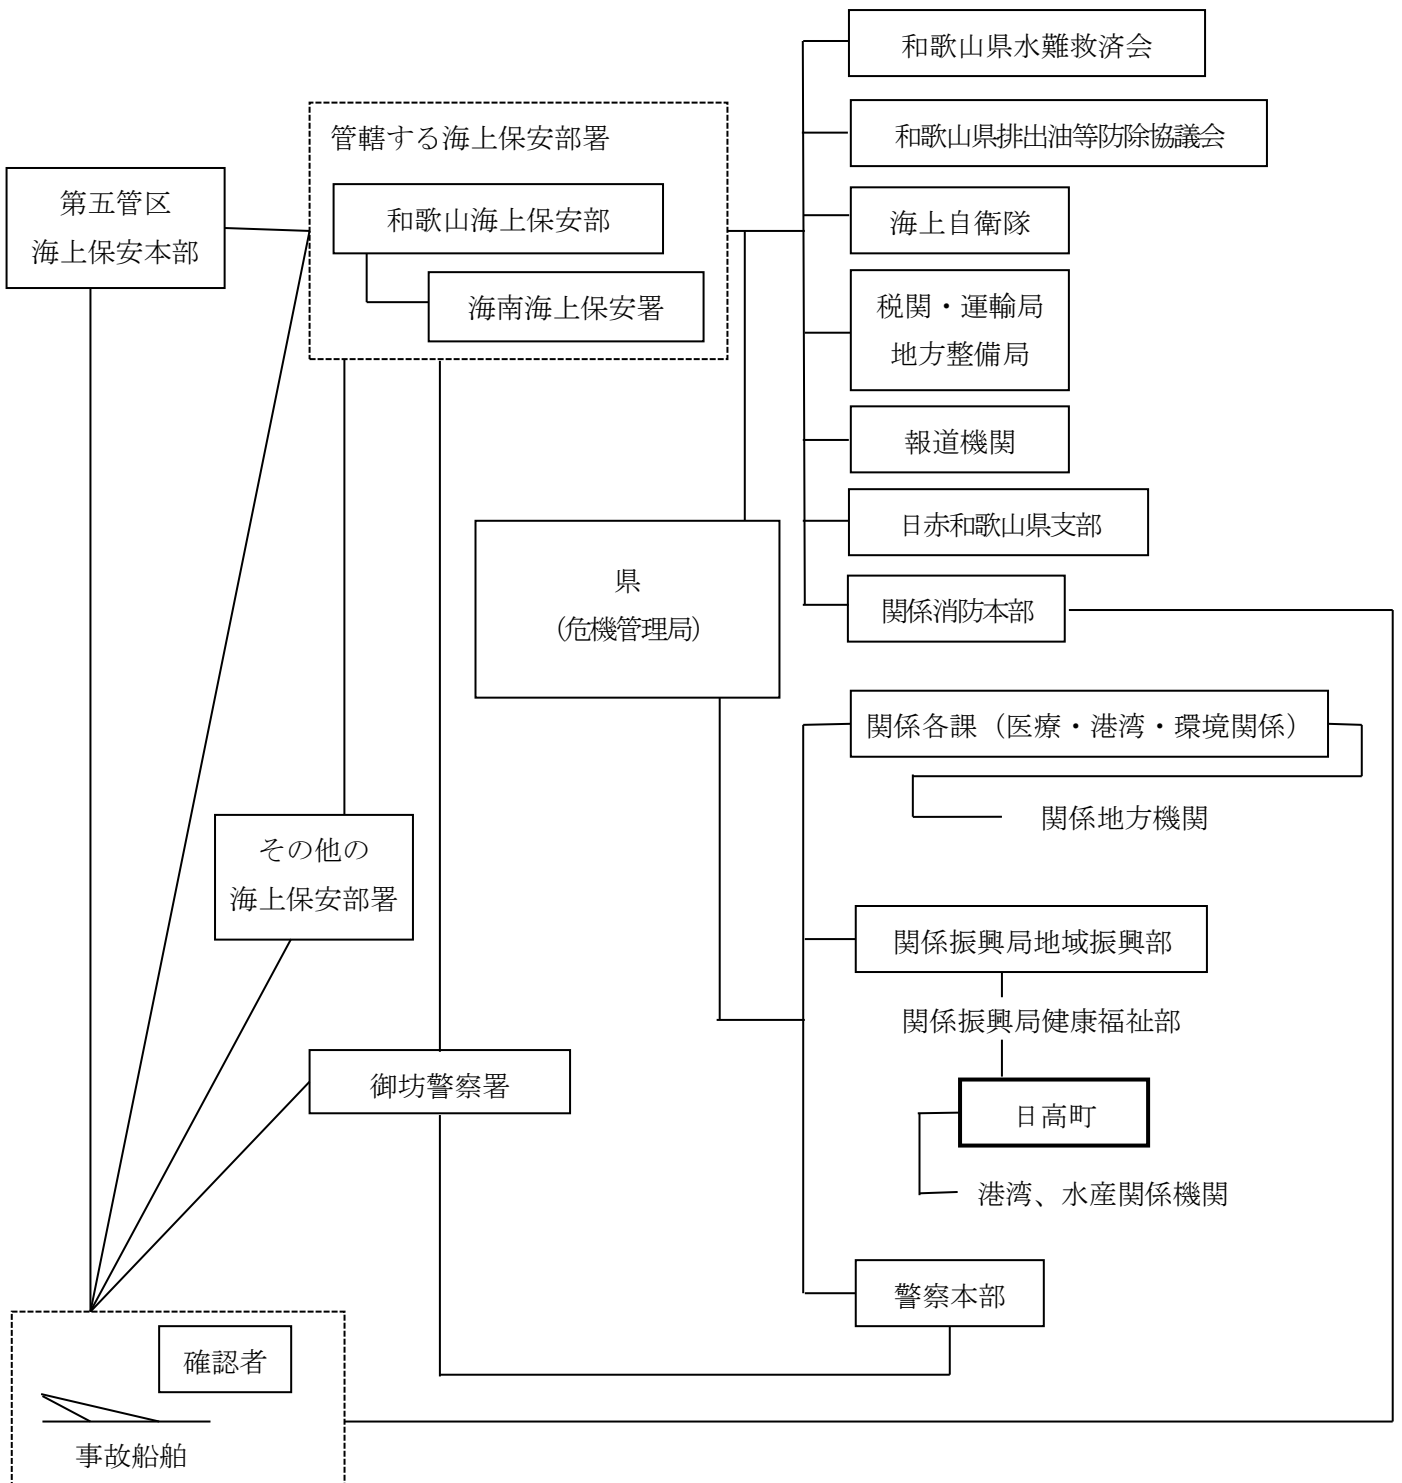 和歌山県水難救済会
管轄する海上保安部署
和歌山県排出油等防除協議会
第五管区
海上保安本部
和歌山海上保安部
海上自衛隊
海南海上保安署
税関・運輸局
地方整備局
報道機関
日赤和歌山県支部
県
（危機管理局）
関係消防本部
関係各課（医療・港湾・環境関係）
関係地方機関
その他の
海上保安部署
関係振興局地域振興部
関係振興局健康福祉部
御坊警察署
日高町
港湾、水産関係機関
警察本部
確認者
事故船舶